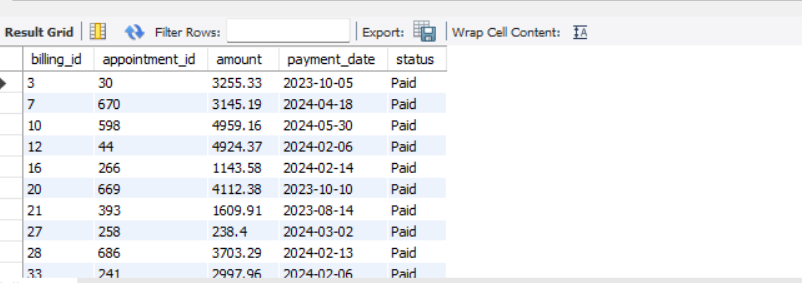 Result Grid Filter Rows: Export: Wrap Cell Content:
billing_id appointment_id amount payment_date status
3 30 3255.33 2023-10-05 Paid
7 670 3145.19 2024-04-18 Paid
10 598 4959.16 2024-05-30 Paid
12 44 4924.37 2024-02-06 Paid
16 266 1143.58 2024-02-14 Paid
20 669 4112.38 2023-10-10 Paid
21 393 1609.91 2023-08-14 Paid
27 258 238.4 2024-03-02 Paid
28 686 3703.29 2024-02-13 Paid
33 241 2997.96 2024-02-06 Paid